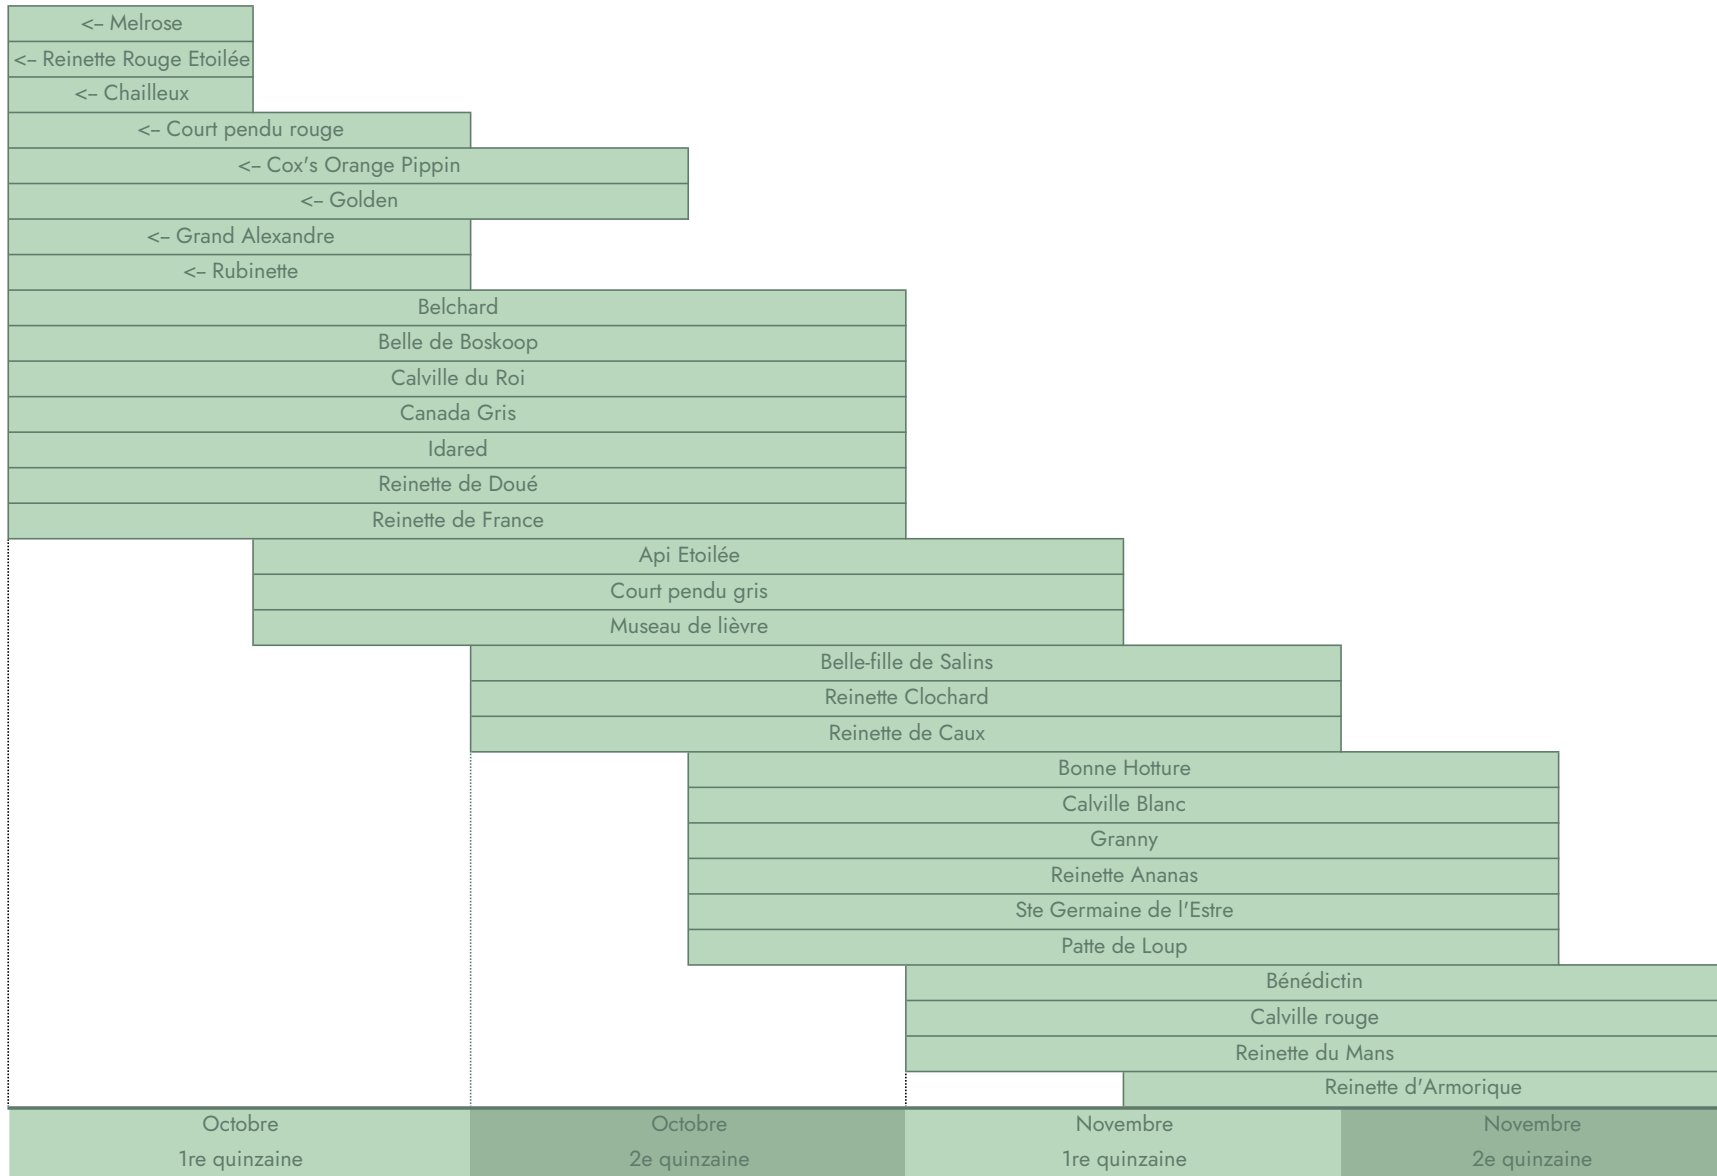 <– Melrose
<– Reinette Rouge Etoilée
<– Chailleux
<– Court pendu rouge
<– Cox's Orange Pippin
<– Golden
<– Grand Alexandre
<– Rubinette
Belchard
Belle de Boskoop
Calville du Roi
Canada Gris
Idared
Reinette de Doué
Reinette de France
Api Etoilée
Court pendu gris
Museau de lièvre
Belle-fille de Salins
Reinette Clochard
Reinette de Caux
Bonne Hotture
Calville Blanc
Granny
Reinette Ananas
Ste Germaine de l'Estre
Patte de Loup
Bénédictin
Calville rouge
Reinette du Mans
Reinette d'Armorique
Octobre Octobre Novembre Novembre
1re quinzaine 2e quinzaine 1re quinzaine 2e quinzaine